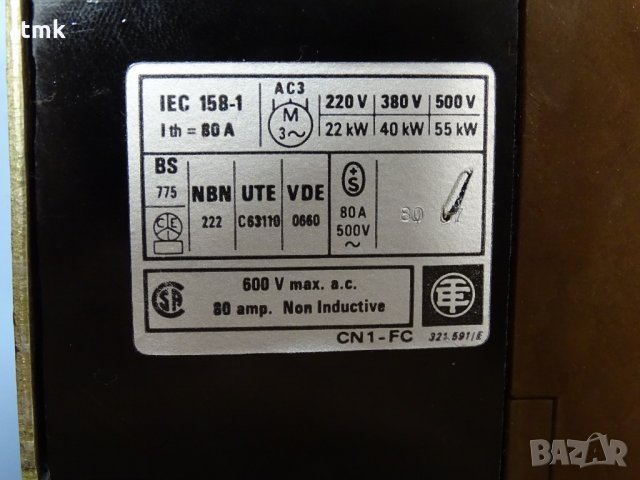 etmk
IEC 158-1
Ith = 80 A
AC3
M
3~
220 V 380 V 500 V
22 kW 40 kW 55 kW
BS
775
NBN
222
UTE
C63110
VDE
0660
S
80A
500V
~
80
600 V max. a.c.
80 amp. Non Inductive
CN1-FC 321.591/E
BAZAR